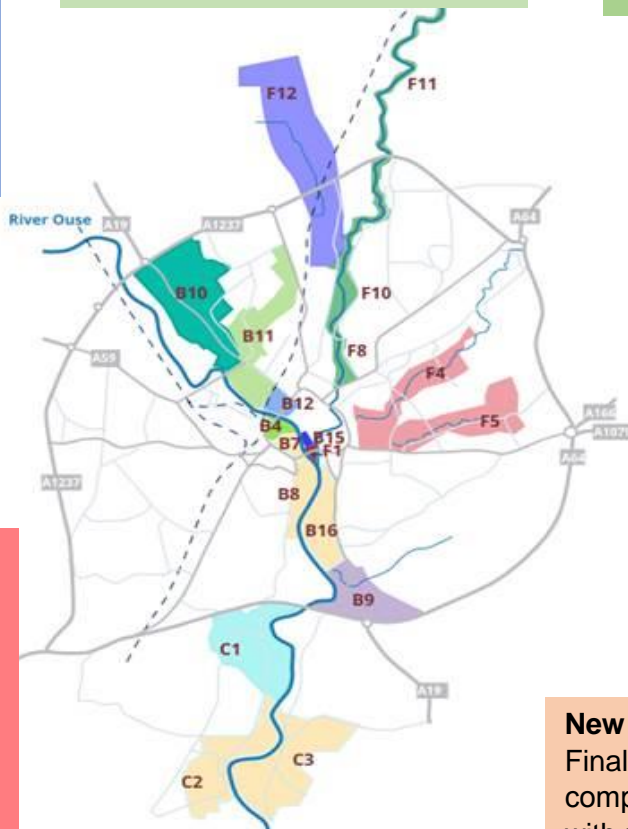 F11
F12
River Ouse
A19
A1237
A64
B10
F10
B11
F8
A59
F4
B12
F5
B4
B15
A166
B7
F1
A1079
A64
A1237
B8
B16
B9
C1
A19
C3
C2
New
Final
comp